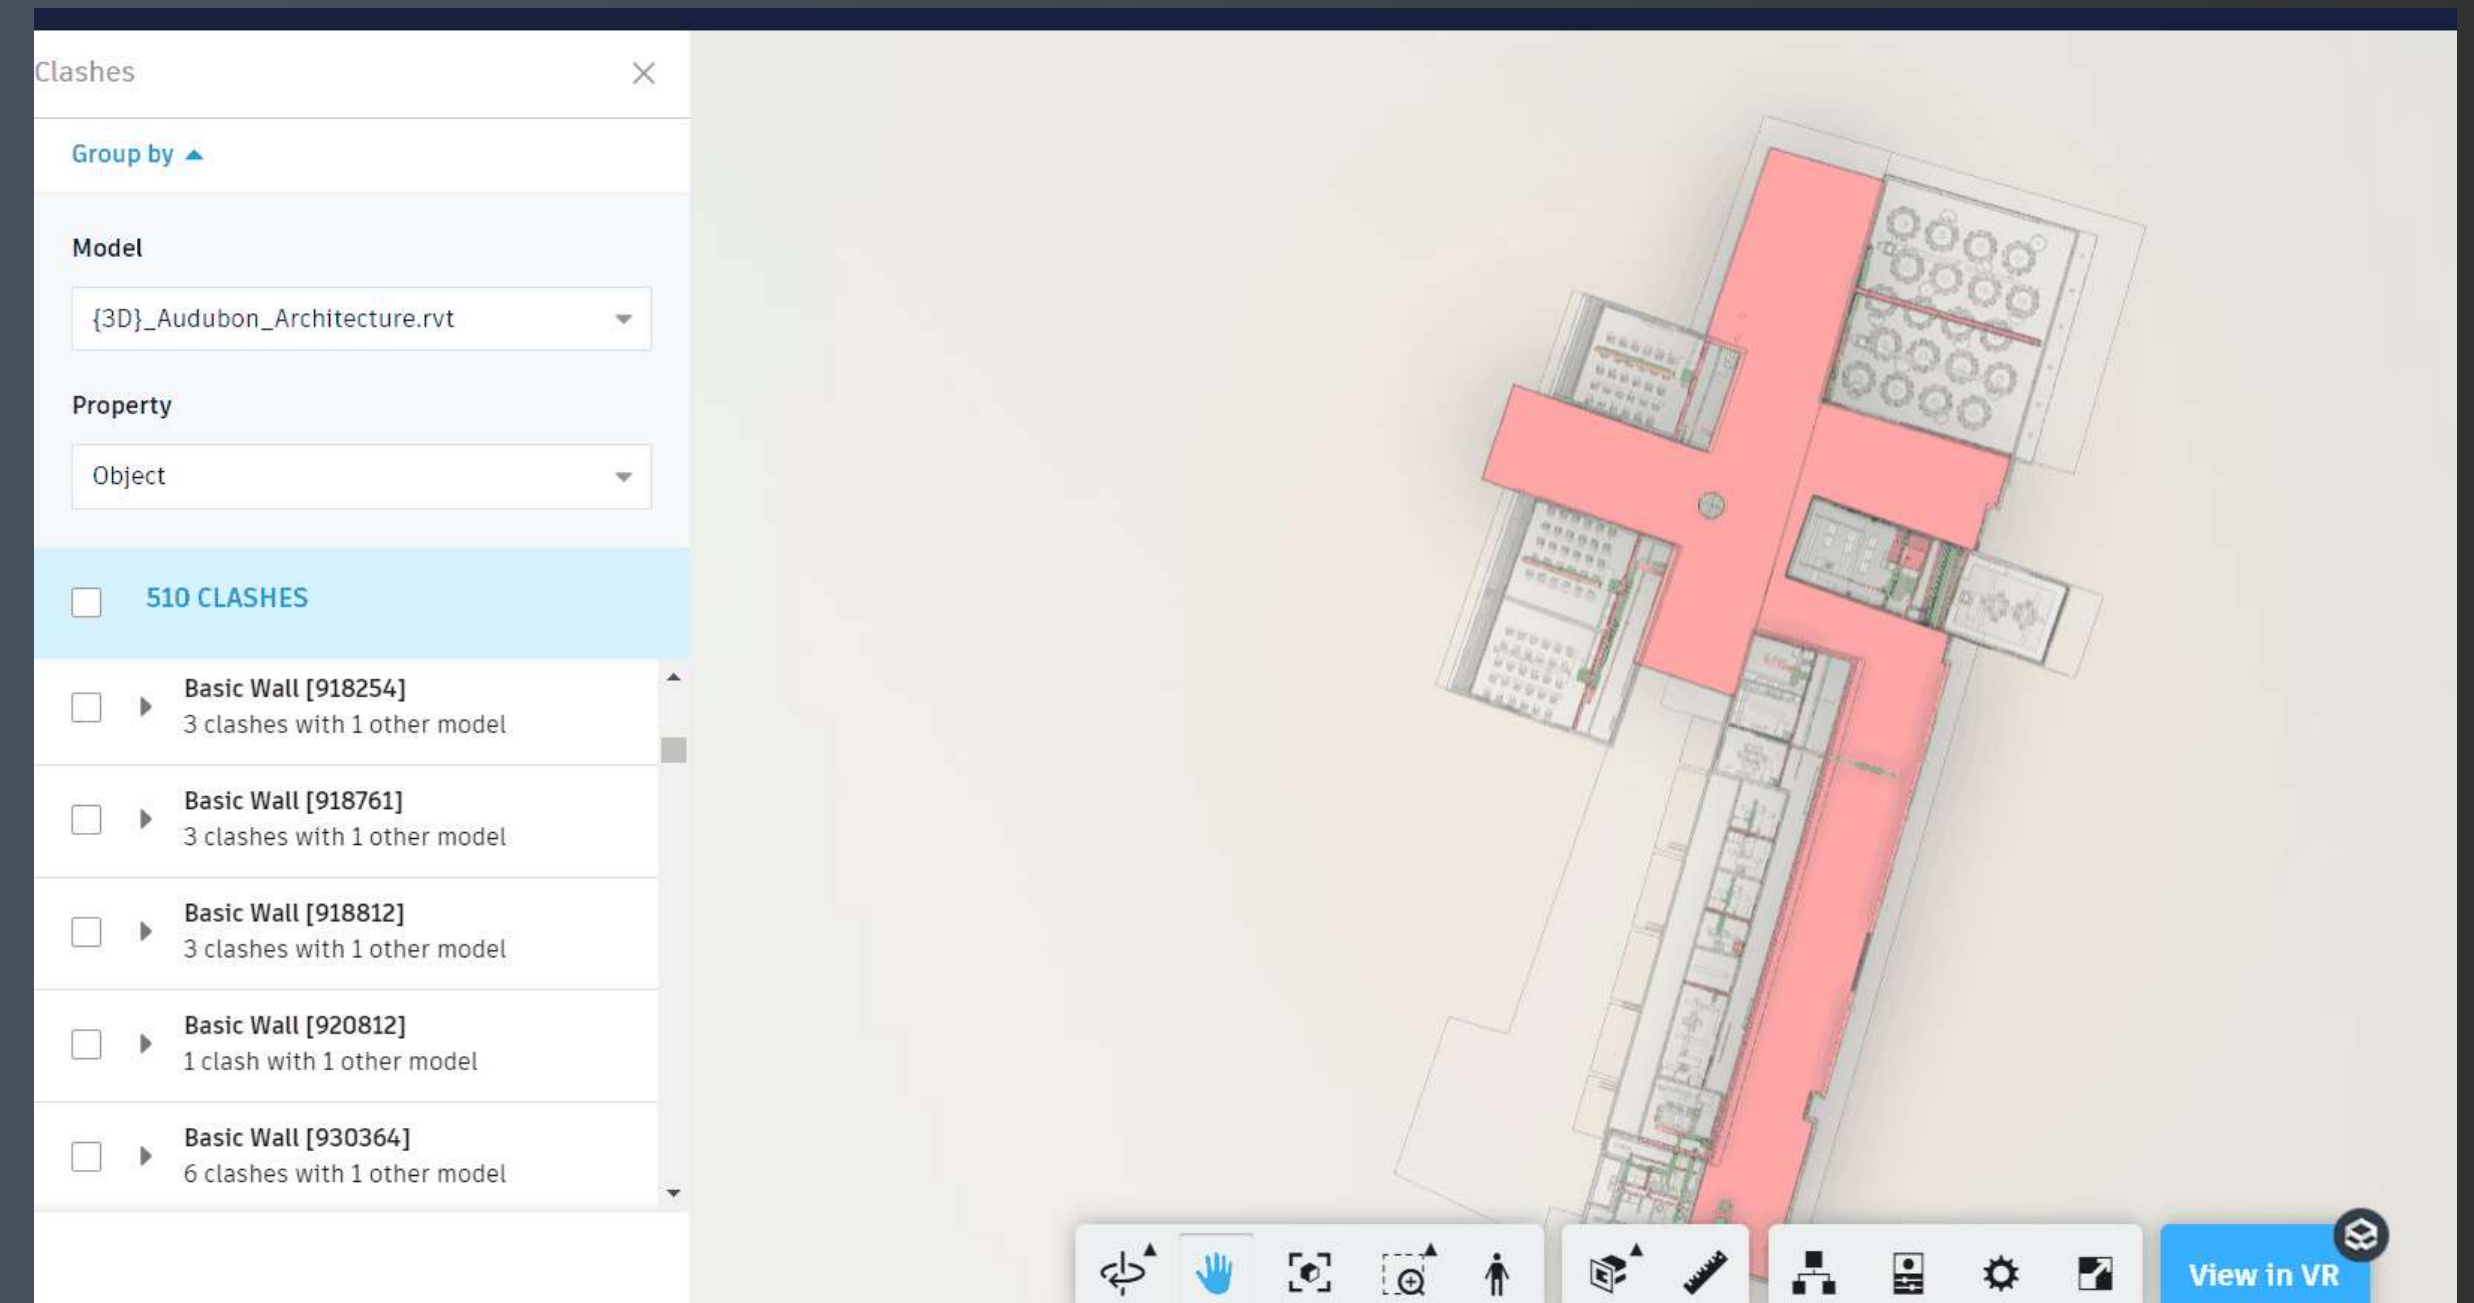 Clashes
Group by
Model
{3D}_Audubon_Architecture.rvt
Property
Object
510 CLASHES
Basic Wall [918254]
3 clashes with 1 other model
Basic Wall [918761]
3 clashes with 1 other model
Basic Wall [918812]
3 clashes with 1 other model
Basic Wall [920812]
1 clash with 1 other model
Basic Wall [930364]
6 clashes with 1 other model
View in VR